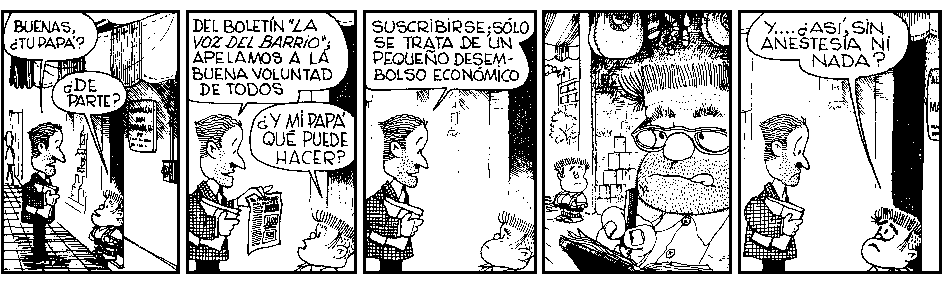 BUENAS,
¿TU PAPÁ?
¿DE
PARTE?
DEL BOLETÍN "LA
VOZ DEL BARRIO";
APELAMOS A LA
BUENA VOLUNTAD
DE TODOS
¿Y MI PAPÁ
QUÉ PUEDE
HACER?
SUSCRIBIRSE; SÓLO
SE TRATA DE UN
PEQUEÑO DESEM-
BOLSO ECONÓMICO
Y....¿ASÍ, SIN
ANESTESIA NI
NADA?